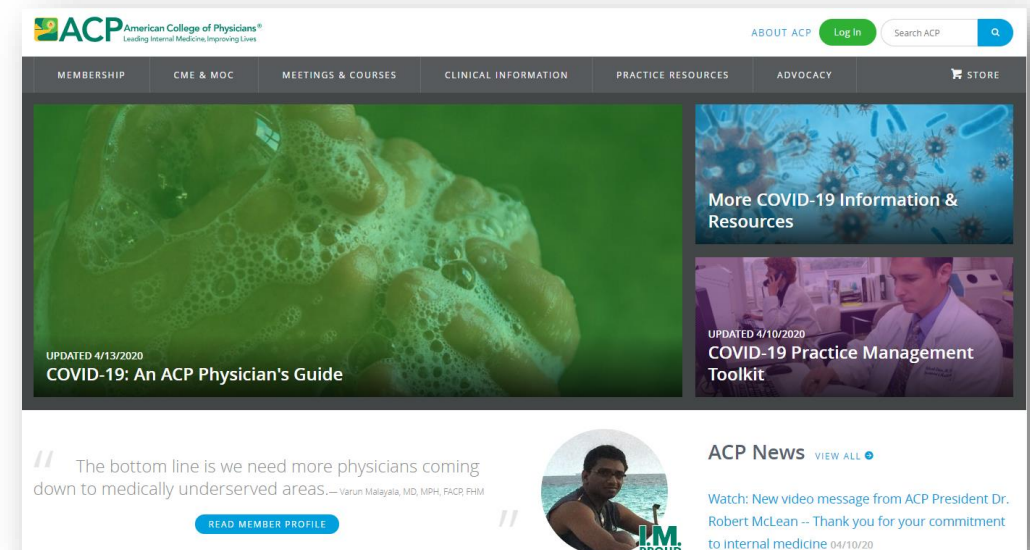 ACP American College of Physicians®
Leading Internal Medicine, Improving Lives
ABOUT ACP
Log In
Search ACP
MEMBERSHIP
CME & MOC
MEETINGS & COURSES
CLINICAL INFORMATION
PRACTICE RESOURCES
ADVOCACY
STORE
UPDATED 4/13/2020
COVID-19: An ACP Physician's Guide
More COVID-19 Information &
Resources
UPDATED 4/10/2020
COVID-19 Practice Management
Toolkit
" The bottom line is we need more physicians coming
down to medically underserved areas.— Varun Malayala, MD, MPH, FACP, FHM "
READ MEMBER PROFILE
I.M.
PROUD
ACP News VIEW ALL
Watch: New video message from ACP President Dr.
Robert McLean -- Thank you for your commitment
to internal medicine 04/10/20